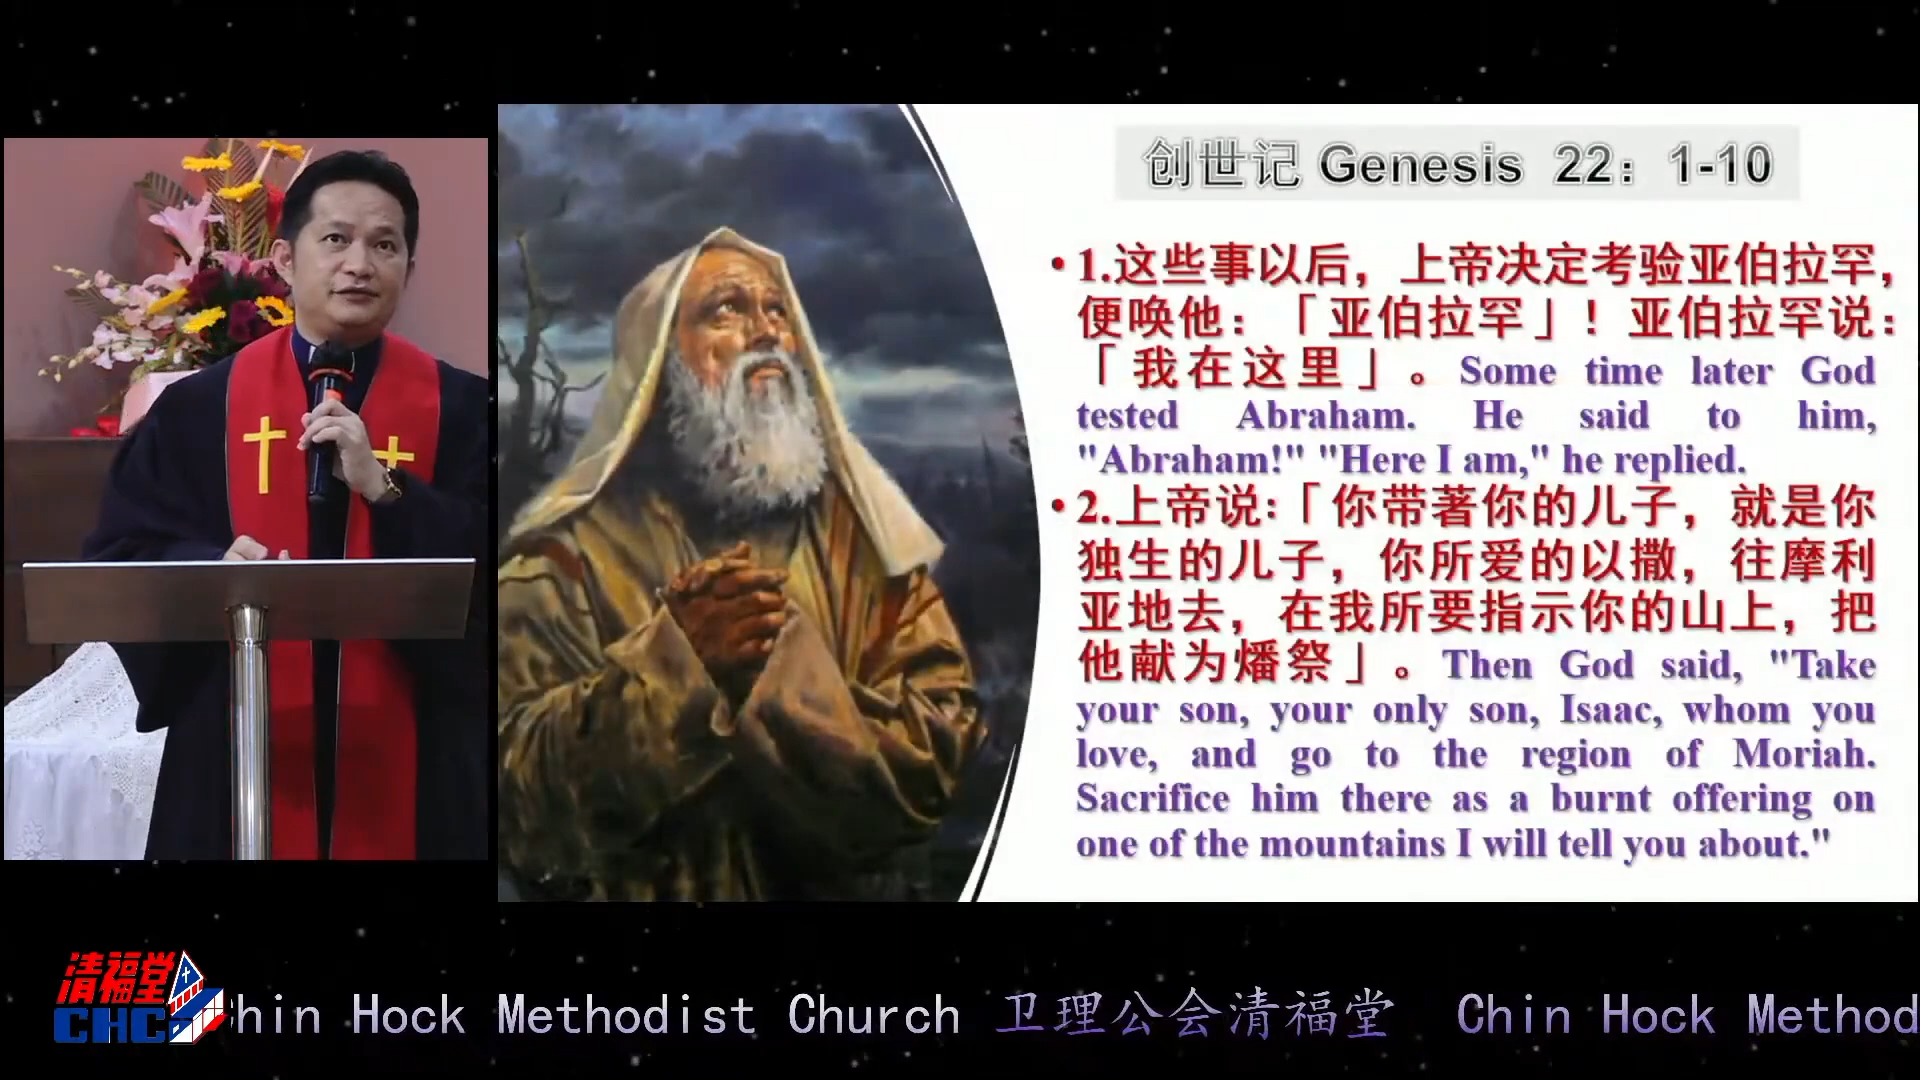 创世记 Genesis 22：1-10
• 1.这些事以后，上帝决定考验亚伯拉罕，
便唤他：「亚伯拉罕」！亚伯拉罕说：
「我在这里」。Some time later God
tested Abraham. He said to him,
"Abraham!" "Here I am," he replied.
• 2.上帝说:「你带著你的儿子，就是你
独生的儿子，你所爱的以撒，往摩利
亚地去，在我所要指示你的山上，把
他献为燔祭」。Then God said, "Take
your son, your only son, Isaac, whom you
love, and go to the region of Moriah.
Sacrifice him there as a burnt offering on
one of the mountains I will tell you about."
清福堂
CHC
Chin Hock Methodist Church 卫理公会清福堂 Chin Hock Method